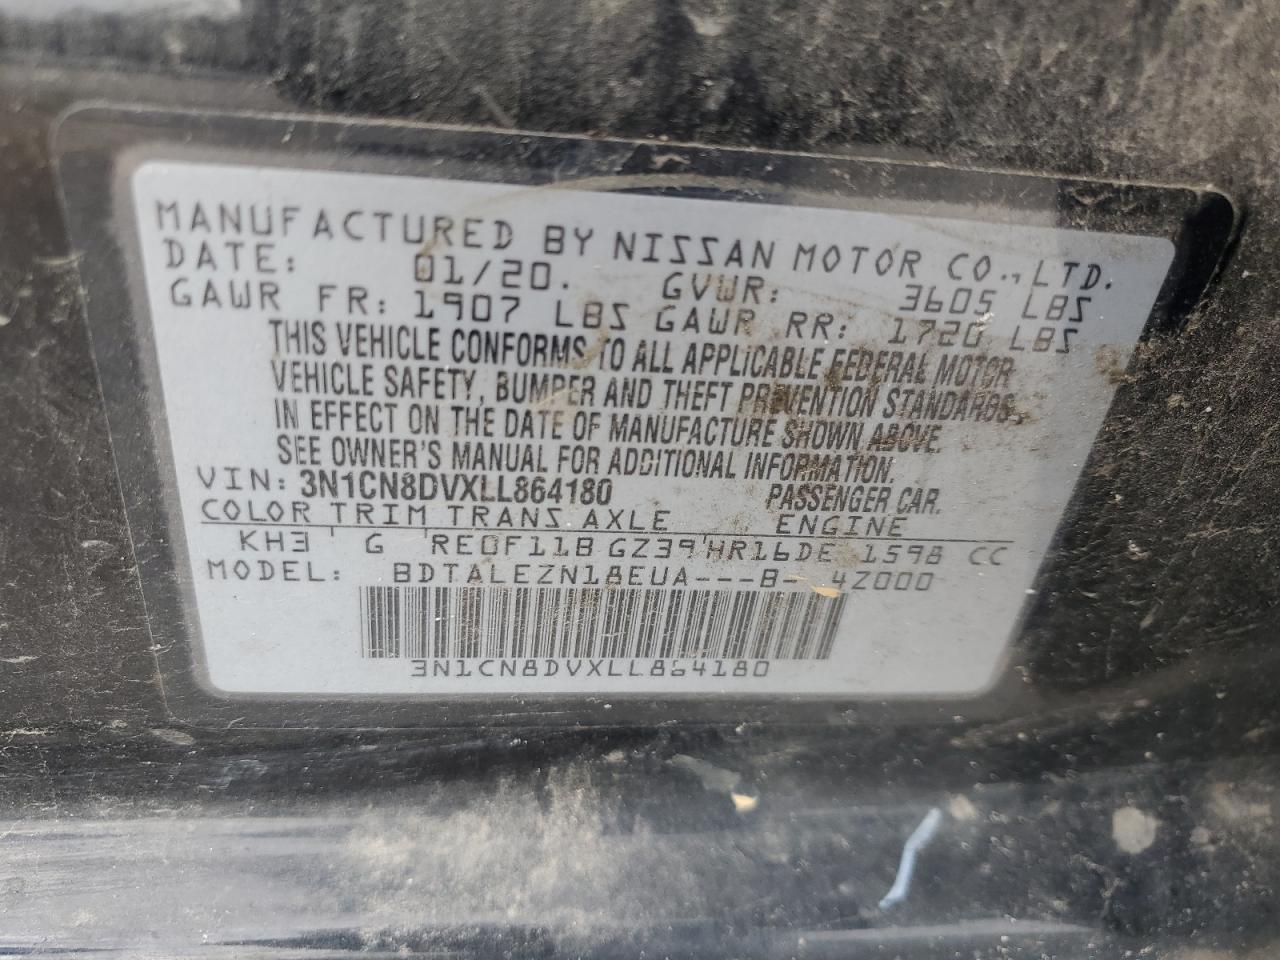 MANUFACTURED BY NISSAN MOTOR CO., LTD.
DATE: 01/20. GVWR: 3605 LBS
GAWR FR: 1907 LBS GAWR RR: 1720 LBS
THIS VEHICLE CONFORMS TO ALL APPLICABLE FEDERAL MOTOR
VEHICLE SAFETY, BUMPER AND THEFT PREVENTION STANDARDS
IN EFFECT ON THE DATE OF MANUFACTURE SHOWN ABOVE.
SEE OWNER'S MANUAL FOR ADDITIONAL INFORMATION.
VIN: 3N1CN8DVXLL864180 PASSENGER CAR.
COLOR TRIM TRANS AXLE ENGINE
KH3 G RE0F11B GZ39 HR16DE 1598 CC
MODEL: BDTALEZN18EUA---B- 4Z000
3N1CN8DVXLL864180